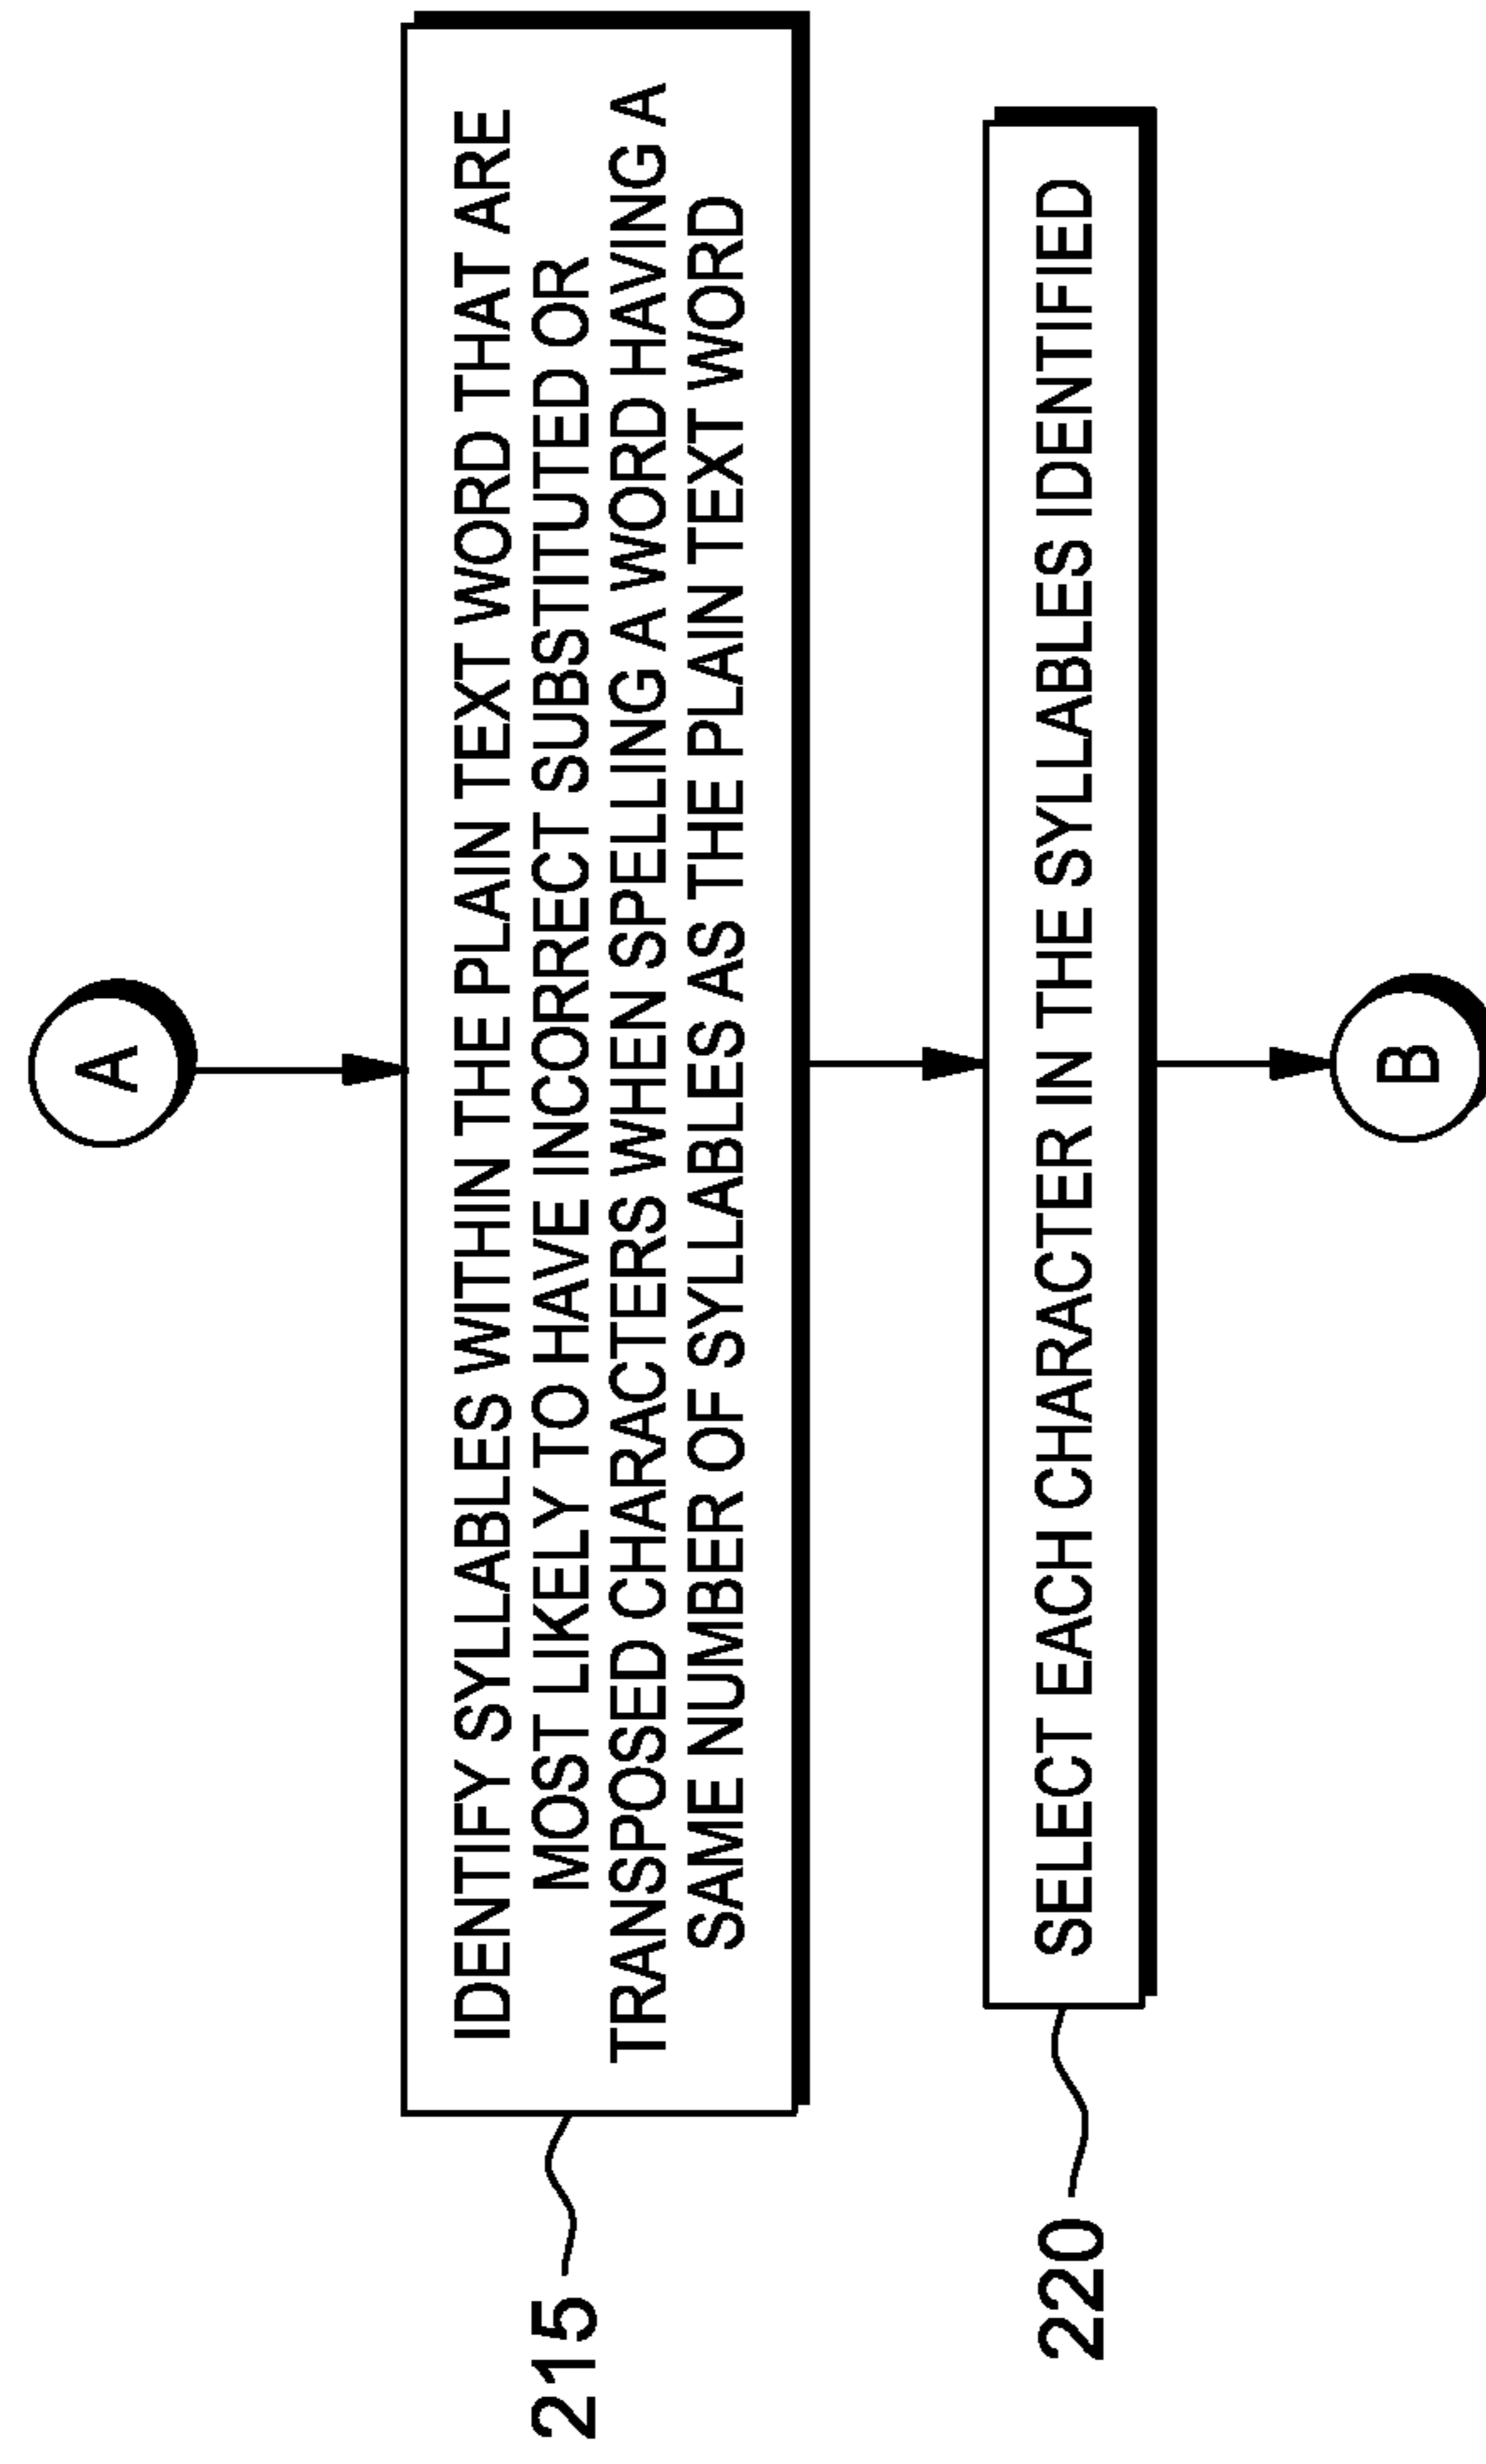 A
IDENTIFY SYLLABLES WITHIN THE PLAIN TEXT WORD THAT ARE
MOST LIKELY TO HAVE INCORRECT SUBSTITUTED OR
TRANSPOSED CHARACTERS WHEN SPELLING A WORD HAVING A
SAME NUMBER OF SYLLABLES AS THE PLAIN TEXT WORD
215
SELECT EACH CHARACTER IN THE SYLLABLES IDENTIFIED
220
B